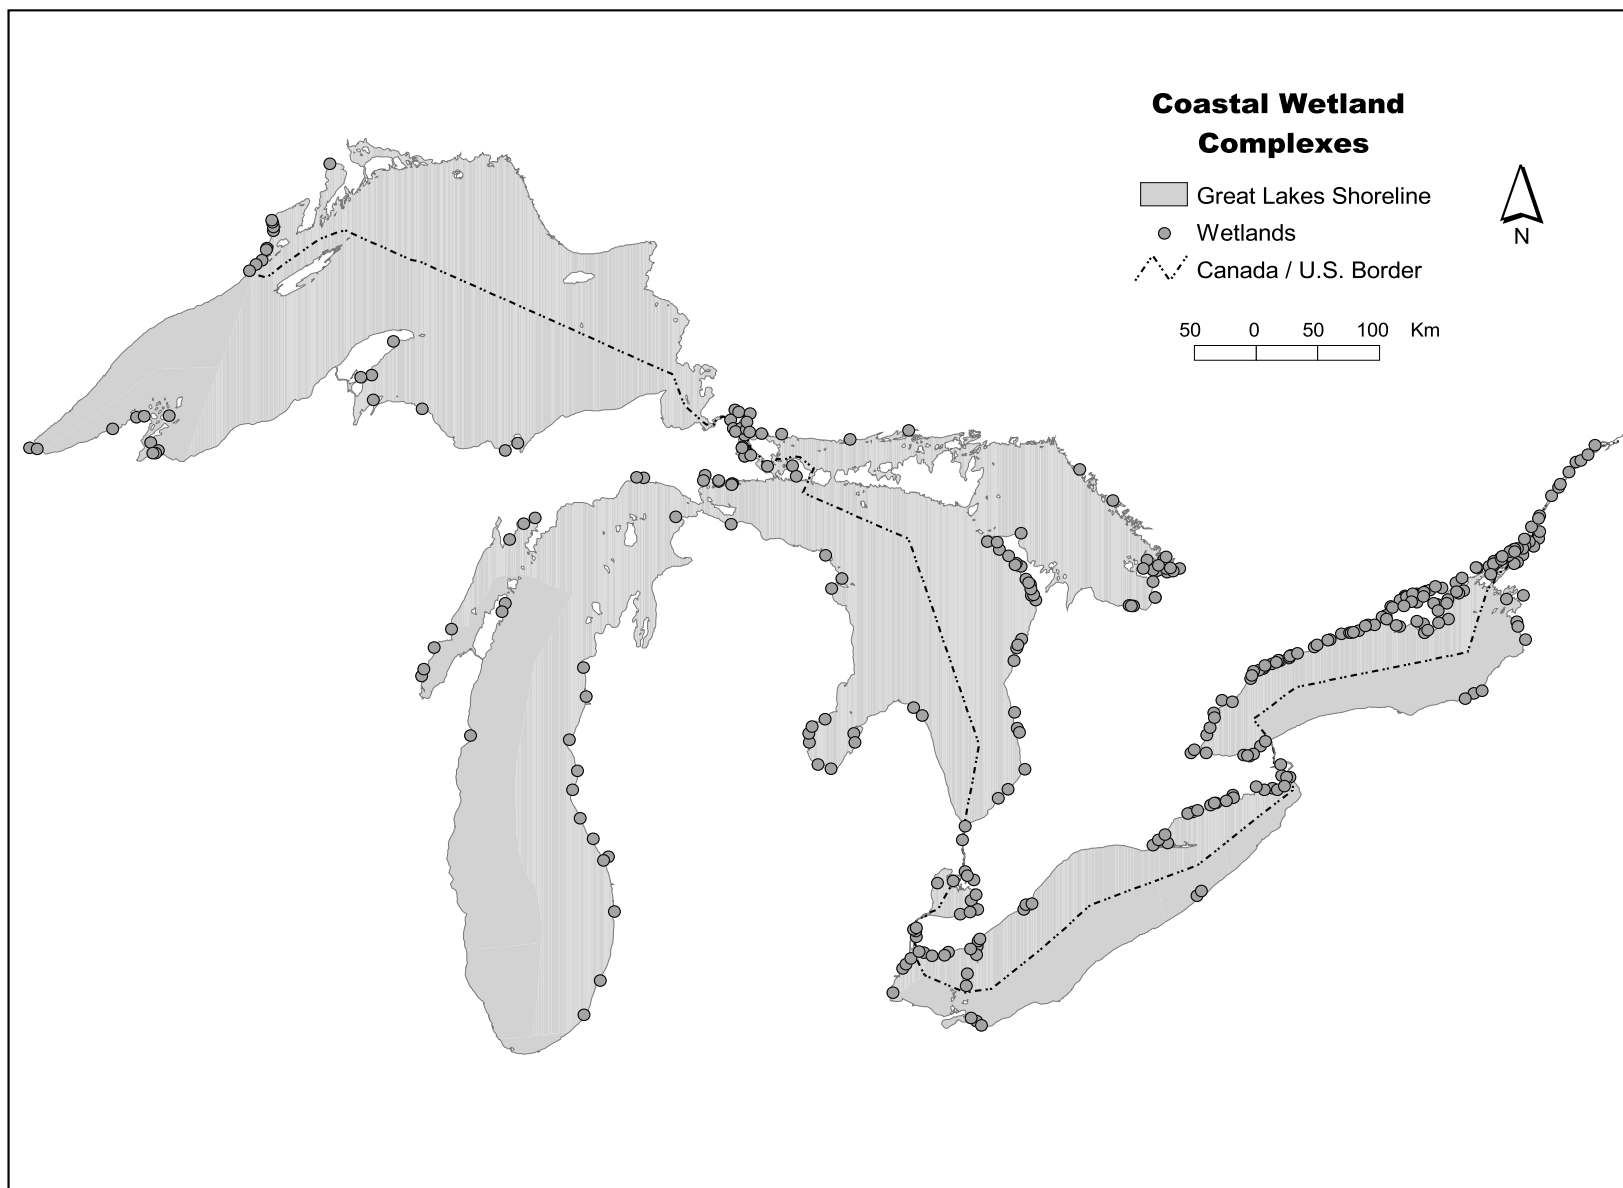 Coastal Wetland
Complexes
Great Lakes Shoreline
Wetlands
Canada / U.S. Border
N
50 0 50 100 Km